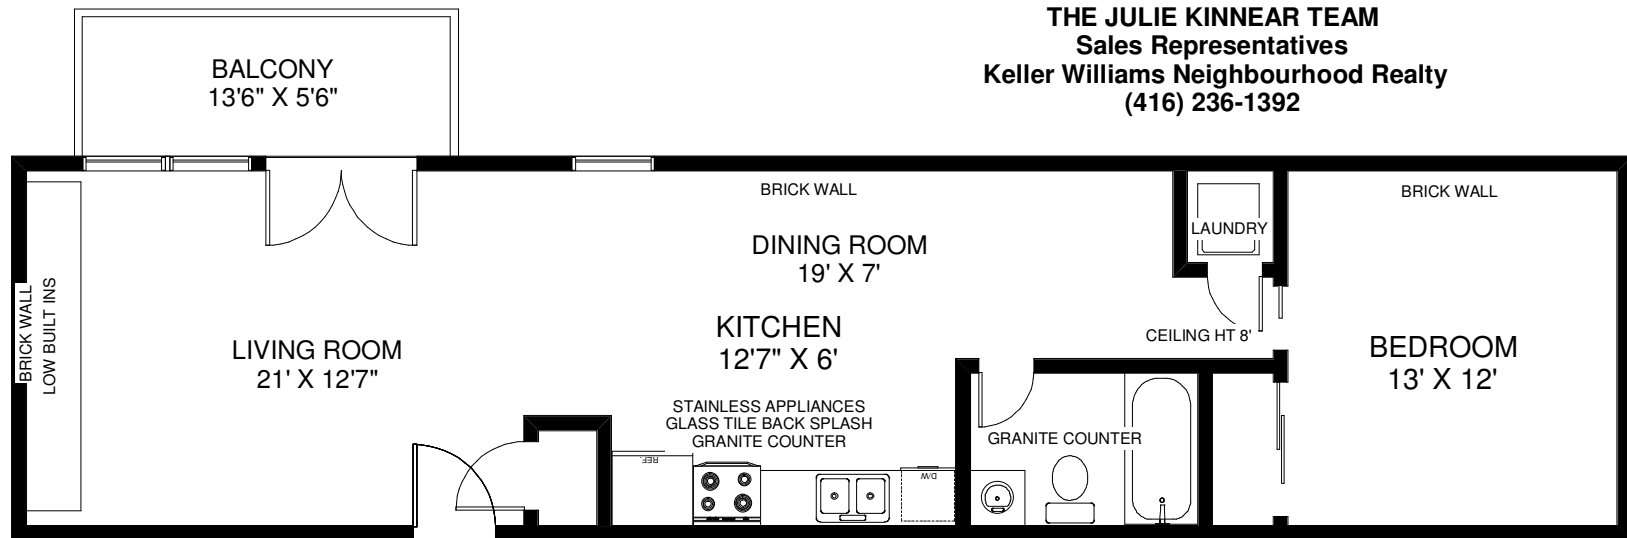 THE JULIE KINNEAR TEAM
Sales Representatives
Keller Williams Neighbourhood Realty
(416) 236-1392
BALCONY
13'6" X 5'6"
BRICK WALL
BRICK WALL
LAUNDRY
DINING ROOM
19' X 7'
BRICK WALL
LOW BUILT INS
LIVING ROOM
21' X 12'7"
KITCHEN
12'7" X 6'
CEILING HT 8'
BEDROOM
13' X 12'
STAINLESS APPLIANCES
GLASS TILE BACK SPLASH
GRANITE COUNTER
GRANITE COUNTER
REF.
D/W